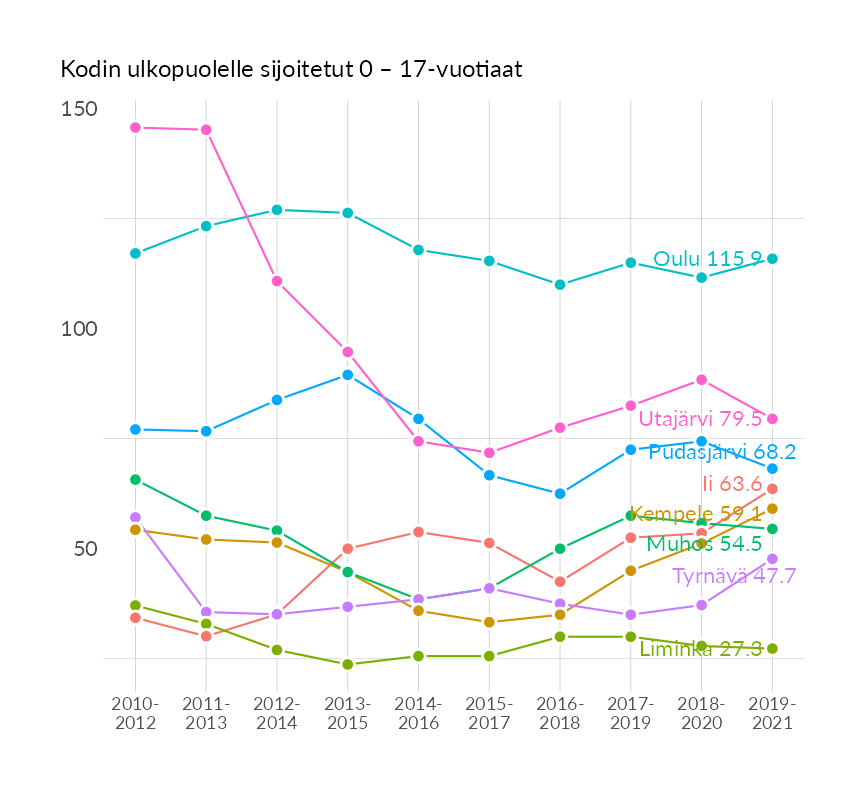 Kodin ulkopuolelle sijoitetut 0 – 17-vuotiaat
150
100
50
Oulu 115.9
Utajärvi 79.5
Pudasjärvi 68.2
Ii 63.6
Kempele 59.1
Muhos 54.5
Tyrnävä 47.7
Liminka 27.3
2010-
2012
2011-
2013
2012-
2014
2013-
2015
2014-
2016
2015-
2017
2016-
2018
2017-
2019
2018-
2020
2019-
2021